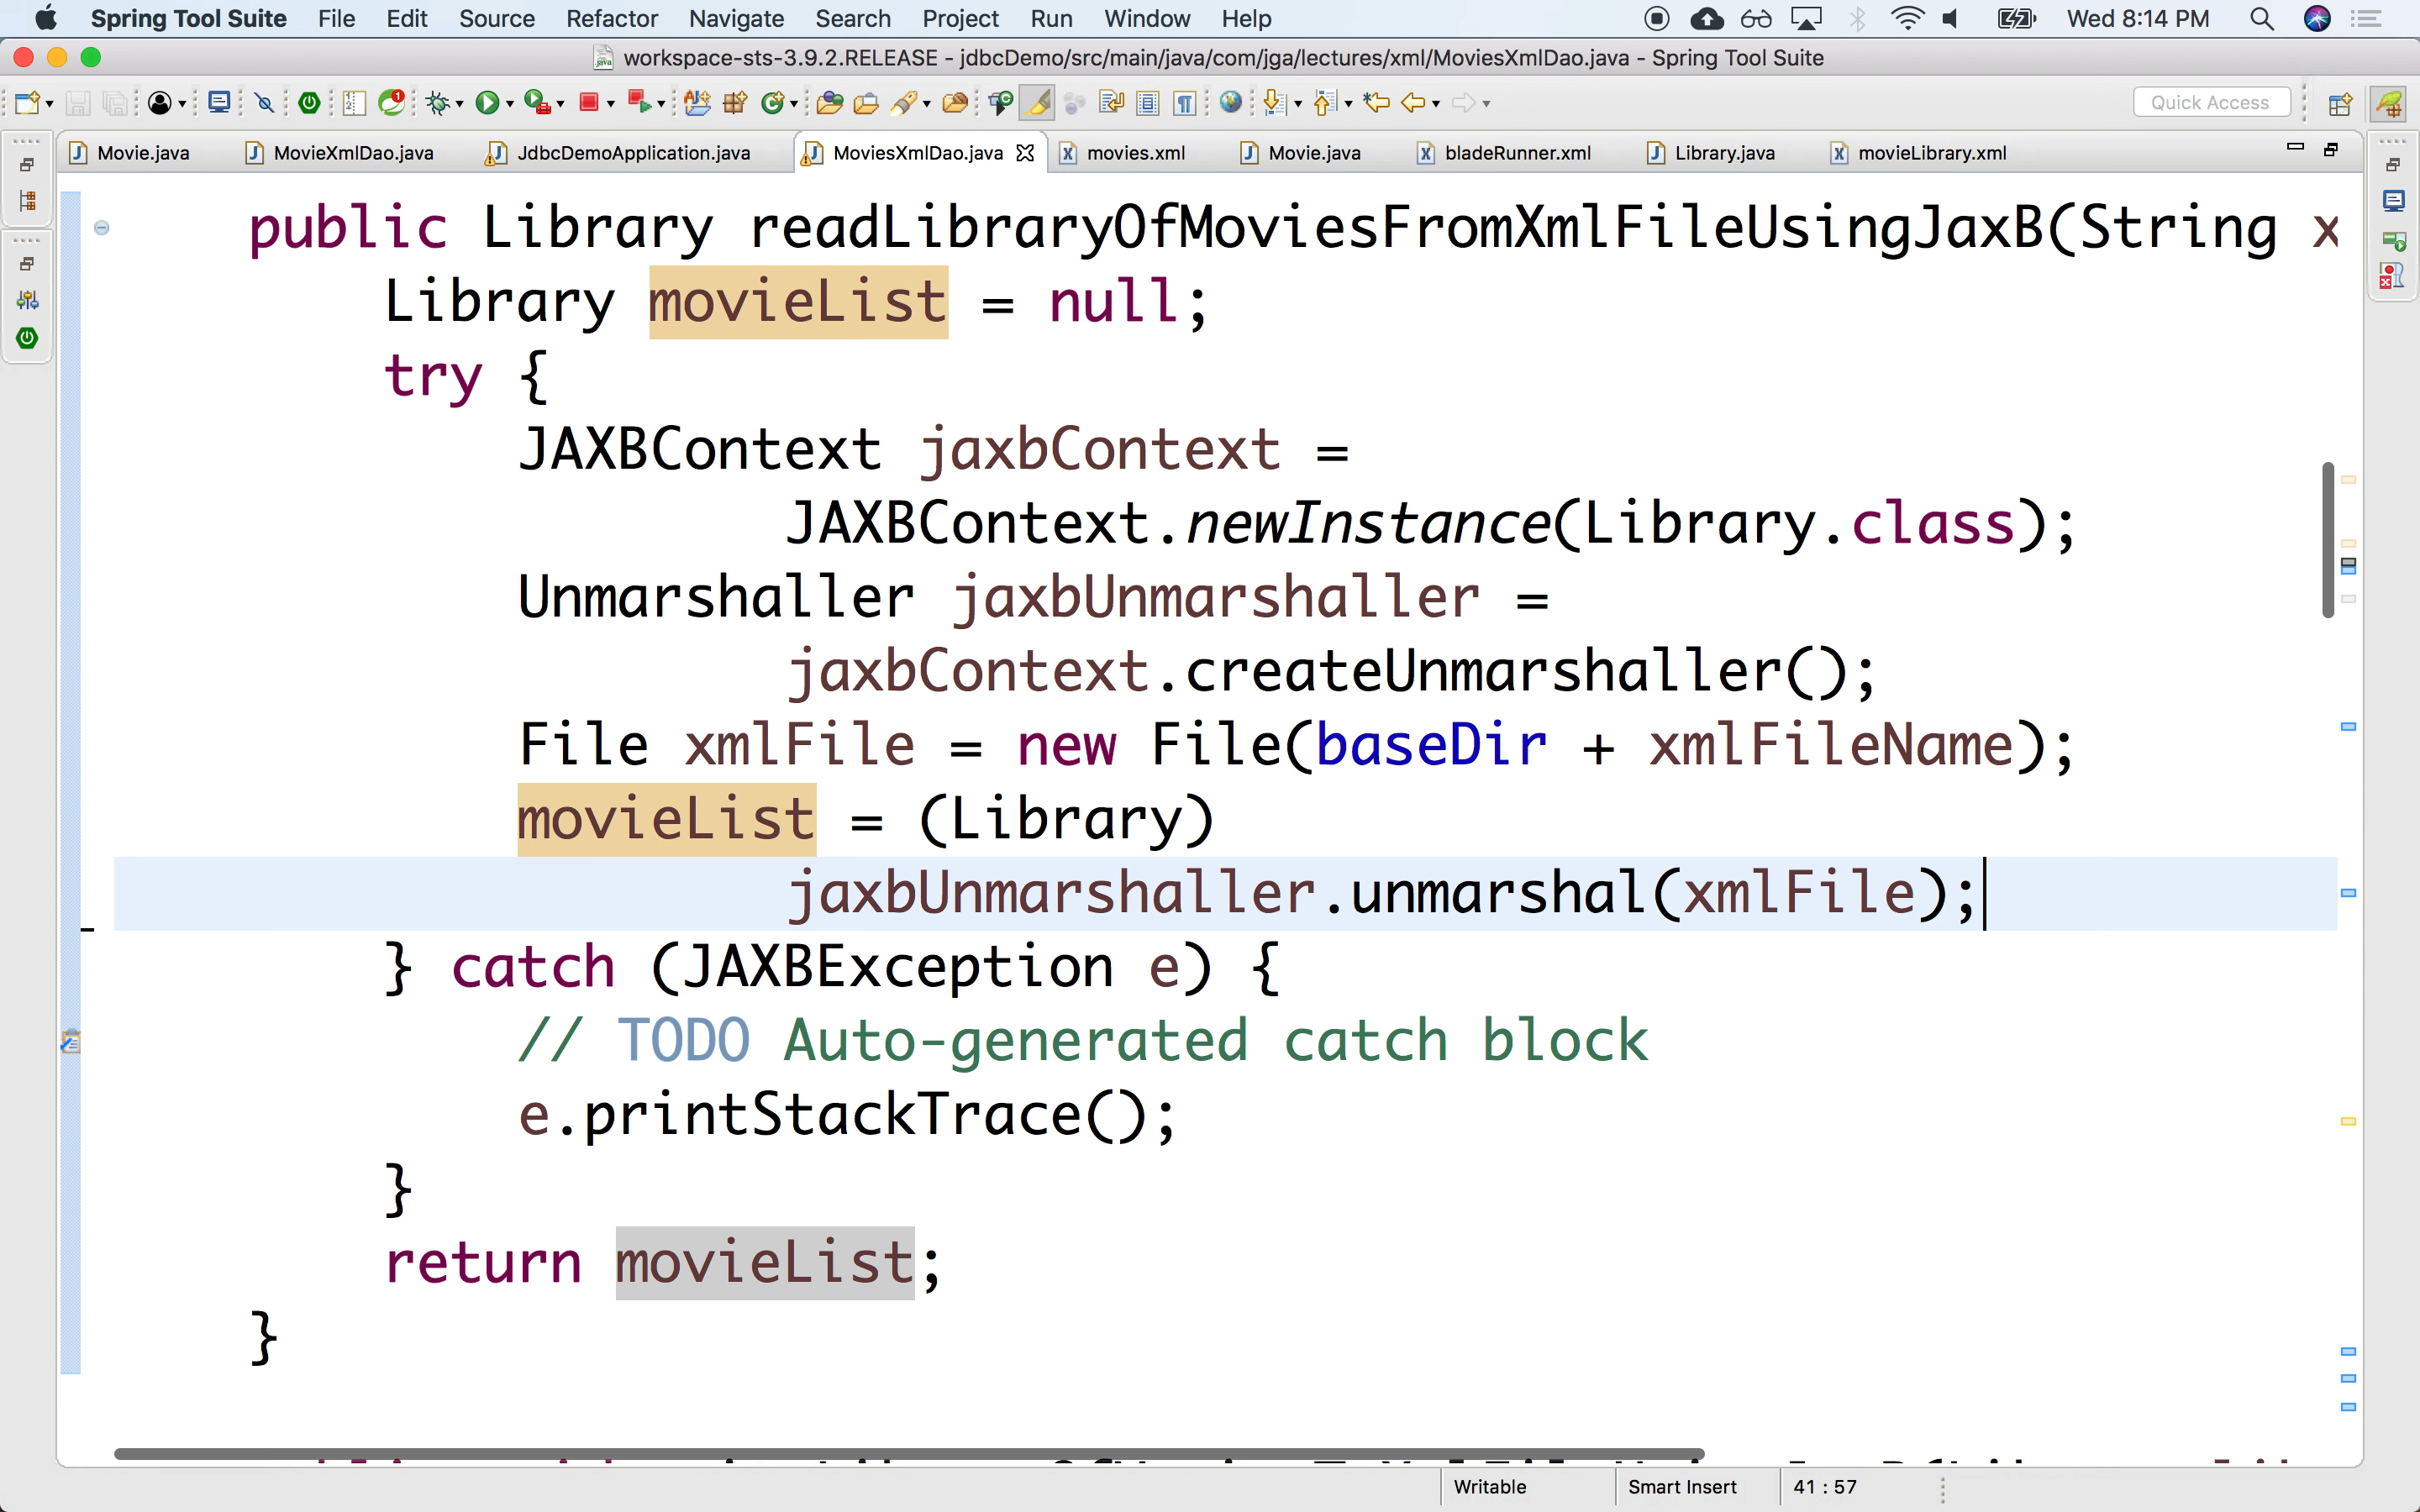 Spring Tool Suite File Edit Source Refactor Navigate Search Project Run Window Help Wed 8:14 PM
workspace-sts-3.9.2.RELEASE - jdbcDemo/src/main/java/com/jga/lectures/xml/MoviesXmlDao.java - Spring Tool Suite
Quick Access
Movie.java MovieXmlDao.java JdbcDemoApplication.java MoviesXmlDao.java movies.xml Movie.java bladeRunner.xml Library.java movieLibrary.xml
public Library readLibraryOfMoviesFromXmlFileUsingJaxB(String x
Library movieList = null;
try {
JAXBContext jaxbContext =
JAXBContext.newInstance(Library.class);
Unmarshaller jaxbUnmarshaller =
jaxbContext.createUnmarshaller();
File xmlFile = new File(baseDir + xmlFileName);
movieList = (Library)
jaxbUnmarshaller.unmarshal(xmlFile);
} catch (JAXBException e) {
// TODO Auto-generated catch block
e.printStackTrace();
}
return movieList;
}
Writable Smart Insert 41 : 57